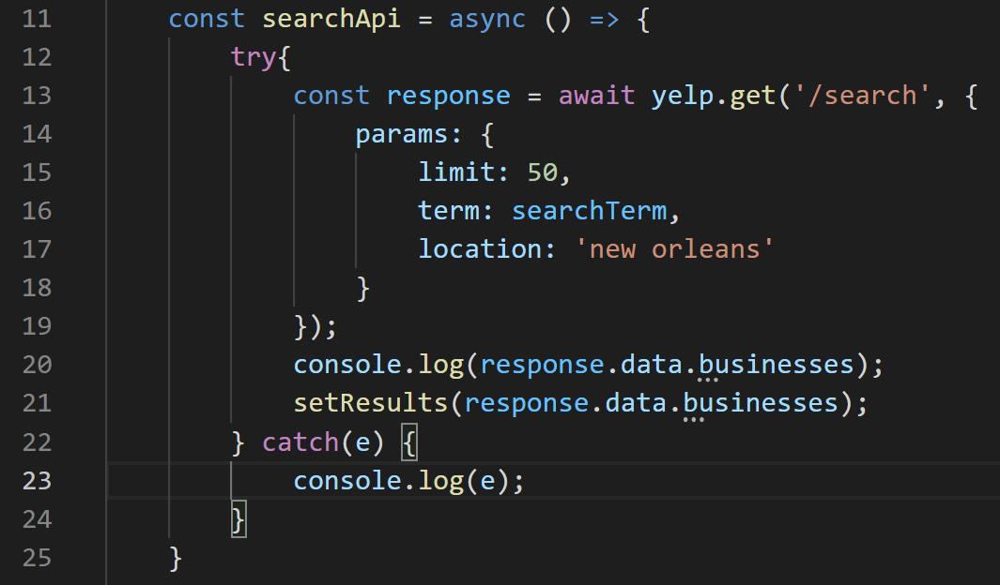 11 const searchApi = async () => {
12 try{
13 const response = await yelp.get('/search', {
14 params: {
15 limit: 50,
16 term: searchTerm,
17 location: 'new orleans'
18 }
19 });
20 console.log(response.data.businesses);
21 setResults(response.data.businesses);
22 } catch(e) {
23 console.log(e);
24 }
25 }